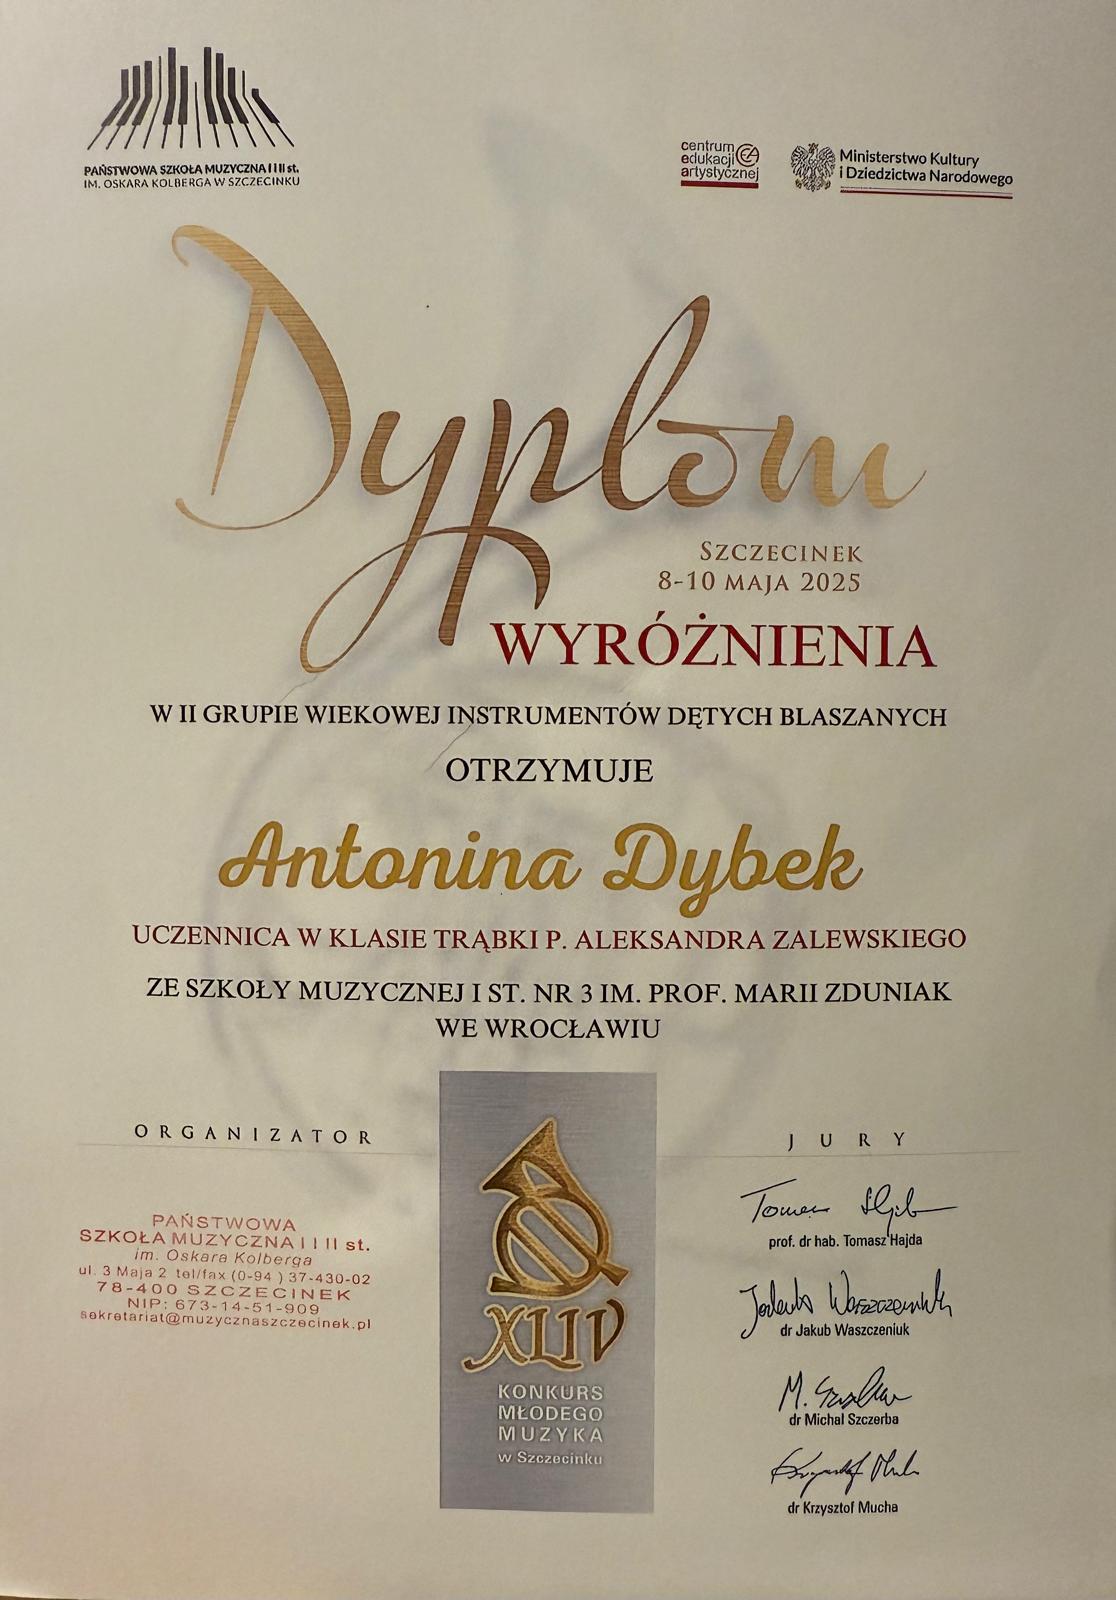 PAŃSTWOWA SZKOŁA MUZYCZNA I i II st.
IM. OSKARA KOLBERGA W SZCZECINKU
centrum
edukacji
artystycznej
CEA
Ministerstwo Kultury
i Dziedzictwa Narodowego
Dyplom
SZCZECINEK
8-10 MAJA 2025
WYRÓŻNIENIA
W II GRUPIE WIEKOWEJ INSTRUMENTÓW DĘTYCH BLASZANYCH
OTRZYMUJE
Antonina Dybek
UCZENNICA W KLASIE TRĄBKI P. ALEKSANDRA ZALEWSKIEGO
ZE SZKOŁY MUZYCZNEJ I ST. NR 3 IM. PROF. MARII ZDUNIAK
WE WROCŁAWIU
ORGANIZATOR
PAŃSTWOWA
SZKOŁA MUZYCZNA I i II st.
im. Oskara Kolberga
ul. 3 Maja 2 tel/fax (0-94 ) 37-430-02
78-400 SZCZECINEK
NIP: 673-14-51-909
sekretariat@muzycznaszczecinek.pl
XLIV
KONKURS
MŁODEGO
MUZYKA
w Szczecinku
JURY
prof. dr hab. Tomasz Hajda
dr Jakub Waszczeniuk
dr Michał Szczerba
dr Krzysztof Mucha